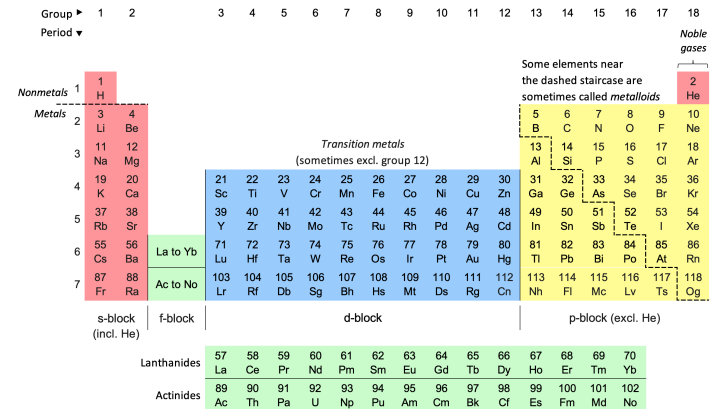 Group ► 1 2 3 4 5 6 7 8 9 10 11 12 13 14 15 16 17 18
Period ▼
Noble
gases
Some elements near
the dashed staircase are
sometimes called metalloids
Nonmetals 1 1 2
H He
Metals
2 3 4 5 6 7 8 9 10
Li Be B C N O F Ne
Transition metals
(sometimes excl. group 12)
3 11 12 13 14 15 16 17 18
Na Mg Al Si P S Cl Ar
4 19 20 21 22 23 24 25 26 27 28 29 30 31 32 33 34 35 36
K Ca Sc Ti V Cr Mn Fe Co Ni Cu Zn Ga Ge As Se Br Kr
5 37 38 39 40 41 42 43 44 45 46 47 48 49 50 51 52 53 54
Rb Sr Y Zr Nb Mo Tc Ru Rh Pd Ag Cd In Sn Sb Te I Xe
6 55 56 La to Yb 71 72 73 74 75 76 77 78 79 80 81 82 83 84 85 86
Cs Ba Lu Hf Ta W Re Os Ir Pt Au Hg Tl Pb Bi Po At Rn
7 87 88 Ac to No 103 104 105 106 107 108 109 110 111 112 113 114 115 116 117 118
Fr Ra Lr Rf Db Sg Bh Hs Mt Ds Rg Cn Nh Fl Mc Lv Ts Og
s-block f-block d-block p-block (excl. He)
(incl. He)
Lanthanides 57 58 59 60 61 62 63 64 65 66 67 68 69 70
La Ce Pr Nd Pm Sm Eu Gd Tb Dy Ho Er Tm Yb
Actinides 89 90 91 92 93 94 95 96 97 98 99 100 101 102
Ac Th Pa U Np Pu Am Cm Bk Cf Es Fm Md No